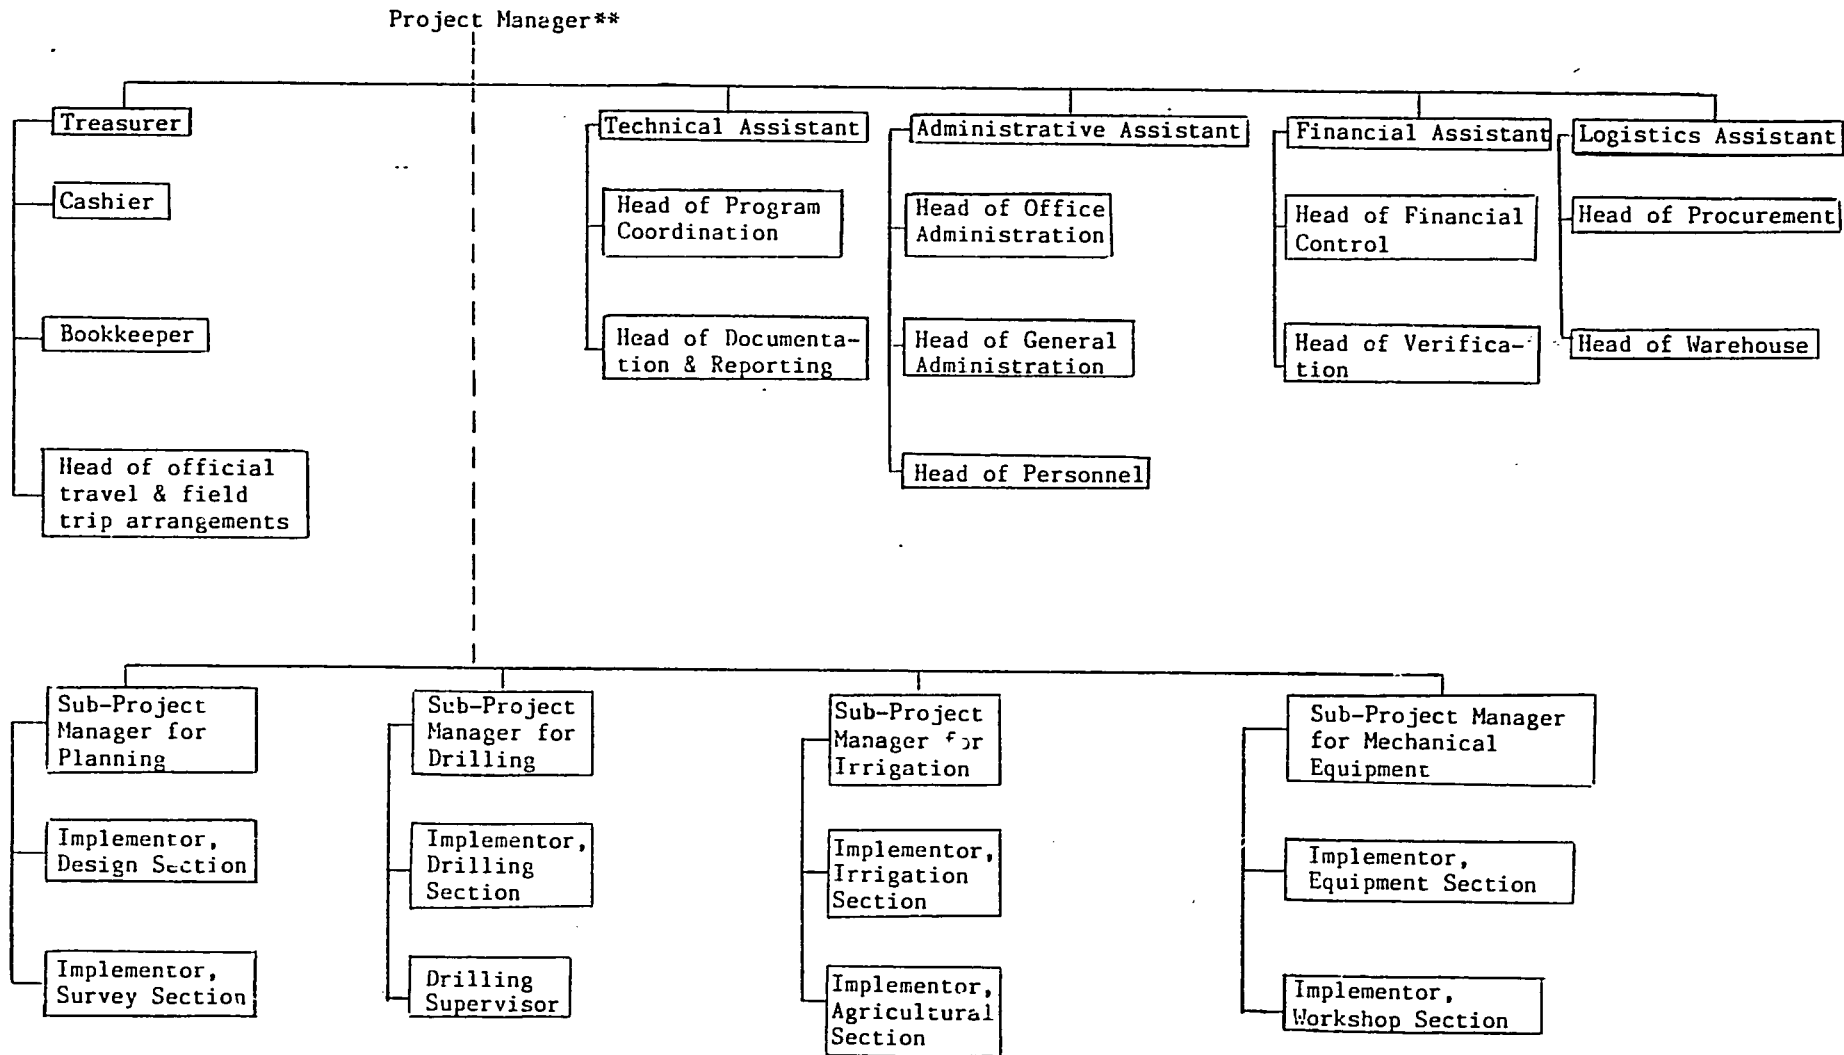 Project Manager**
Treasurer
Cashier
Bookkeeper
Head of official
travel & field
trip arrangements
Technical Assistant
Head of Program
Coordination
Head of Documenta-
tion & Reporting
Administrative Assistant
Head of Office
Administration
Head of General
Administration
Head of Personnel
Financial Assistant
Head of Financial
Control
Head of Verifica-
tion
Logistics Assistant
Head of Procurement
Head of Warehouse
Sub-Project
Manager for
Planning
Implementor,
Design Section
Implementor,
Survey Section
Sub-Project
Manager for
Drilling
Implementor,
Drilling
Section
Drilling
Supervisor
Sub-Project
Manager for
Irrigation
Implementor,
Irrigation
Section
Implementor,
Agricultural
Section
Sub-Project Manager
for Mechanical
Equipment
Implementor,
Equipment Section
Implementor,
Workshop Section